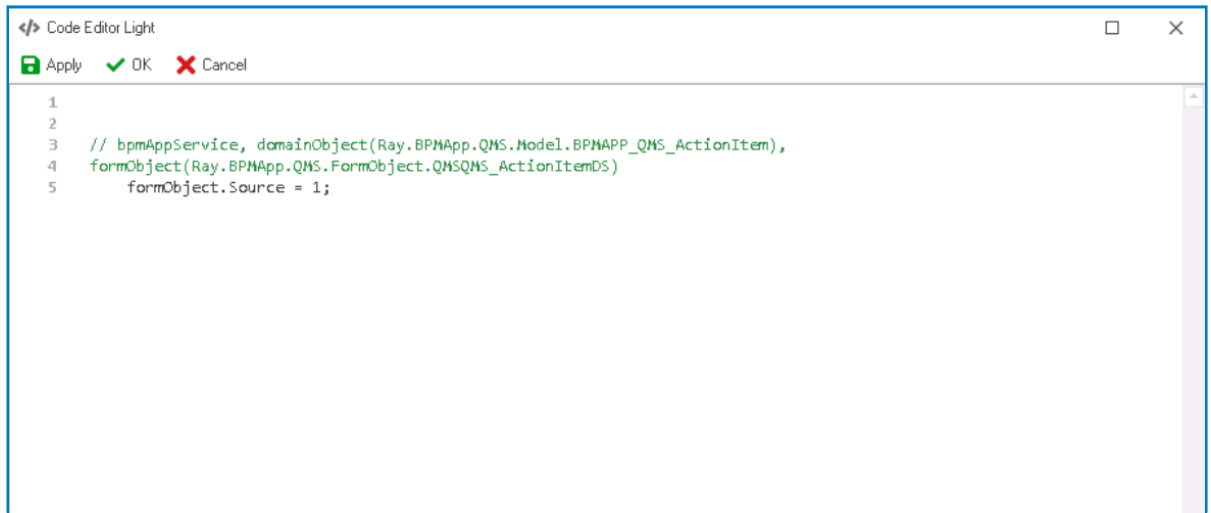 </> Code Editor Light
Apply OK Cancel
1
2
3 // bpmAppService, domainObject(Ray.BPMApp.QMS.Model.BPMAPP_QMS_ActionItem),
4 formObject(Ray.BPMApp.QMS.FormObject.QMSQMS_ActionItemDS)
5 formObject.Source = 1;